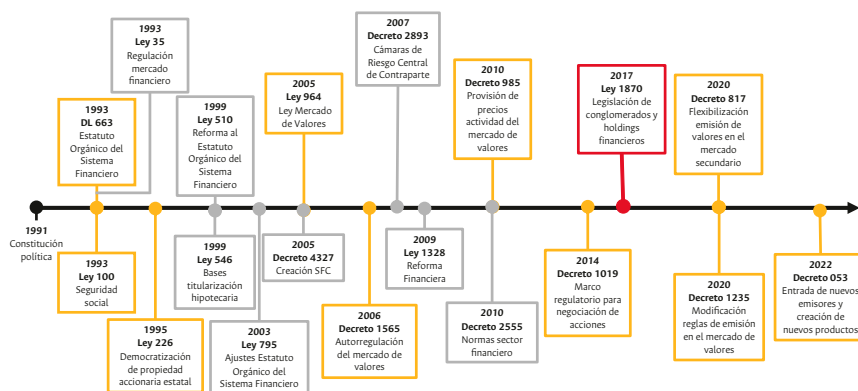 1991
Constitución
política
1993
DL 663
Estatuto
Orgánico del
Sistema
Financiero
1993
Ley 35
Regulación
mercado
financiero
1993
Ley 100
Seguridad
social
1995
Ley 226
Democratización
de propiedad
accionaria estatal
1999
Ley 510
Reforma al
Estatuto
Orgánico del
Sistema
Financiero
1999
Ley 546
Bases
titularización
hipotecaria
2003
Ley 795
Ajustes Estatuto
Orgánico del
Sistema Financiero
2005
Ley 964
Ley Mercado
de Valores
2005
Decreto 4327
Creación SFC
2006
Decreto 1565
Autorregulación
del mercado de
valores
2007
Decreto 2893
Cámaras de
Riesgo Central
de Contraparte
2009
Ley 1328
Reforma
Financiera
2010
Decreto 985
Provisión de
precios
actividad del
mercado de
valores
2010
Decreto 2555
Normas sector
financiero
2014
Decreto 1019
Marco
regulatorio para
negociación de
acciones
2017
Ley 1870
Legislación de
conglomerados y
holdings
financieros
2020
Decreto 817
Flexibilización
emisión de
valores en el
mercado
secundario
2020
Decreto 1235
Modificación
reglas de emisión
en el mercado de
valores
2022
Decreto 053
Entrada de nuevos
emisores y
creación de
nuevos productos